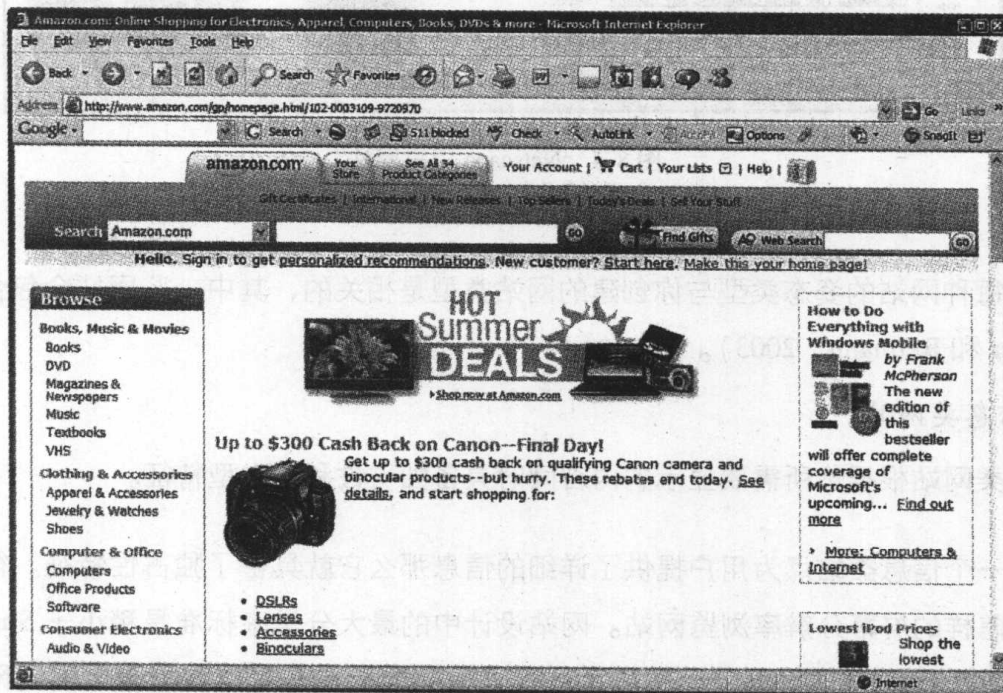 Amazon.com: Online Shopping for Electronics, Apparel, Computers, Books, DVDs & more - Microsoft Internet Explorer
File Edit View Favorites Tools Help
Back Search Favorites
Address http://www.amazon.com/gp/homepage.html/102-0003109-9720970 Go Links
Google Search 511 blocked Check AutoLink Options SnagIt
amazon.com Your Store See All 34 Product Categories Your Account | Cart | Your Lists | Help |
Gift Certificates | International | New Releases | Top Sellers | Today's Deals | Sell Your Stuff
Search Amazon.com GO Find Gifts A9 Web Search GO
Hello. Sign in to get personalized recommendations. New customer? Start here. Make this your home page!
Browse
Books, Music & Movies
Books
DVD
Magazines &
Newspapers
Music
Textbooks
VHS
Clothing & Accessories
Apparel & Accessories
Jewelry & Watches
Shoes
Computer & Office
Computers
Office Products
Software
Consumer Electronics
Audio & Video
HOT
Summer
DEALS
Shop now at Amazon.com
Up to $300 Cash Back on Canon--Final Day!
Get up to $300 cash back on qualifying Canon camera and
binocular products--but hurry. These rebates end today. See
details, and start shopping for:
DSLRs
Lenses
Accessories
Binoculars
How to Do
Everything with
Windows Mobile
by Frank
McPherson
The new
edition of
this
bestseller
will offer complete
coverage of
Microsoft's
upcoming... Find out
more
More: Computers &
Internet
Lowest Prices
Shop the
lowest
Internet